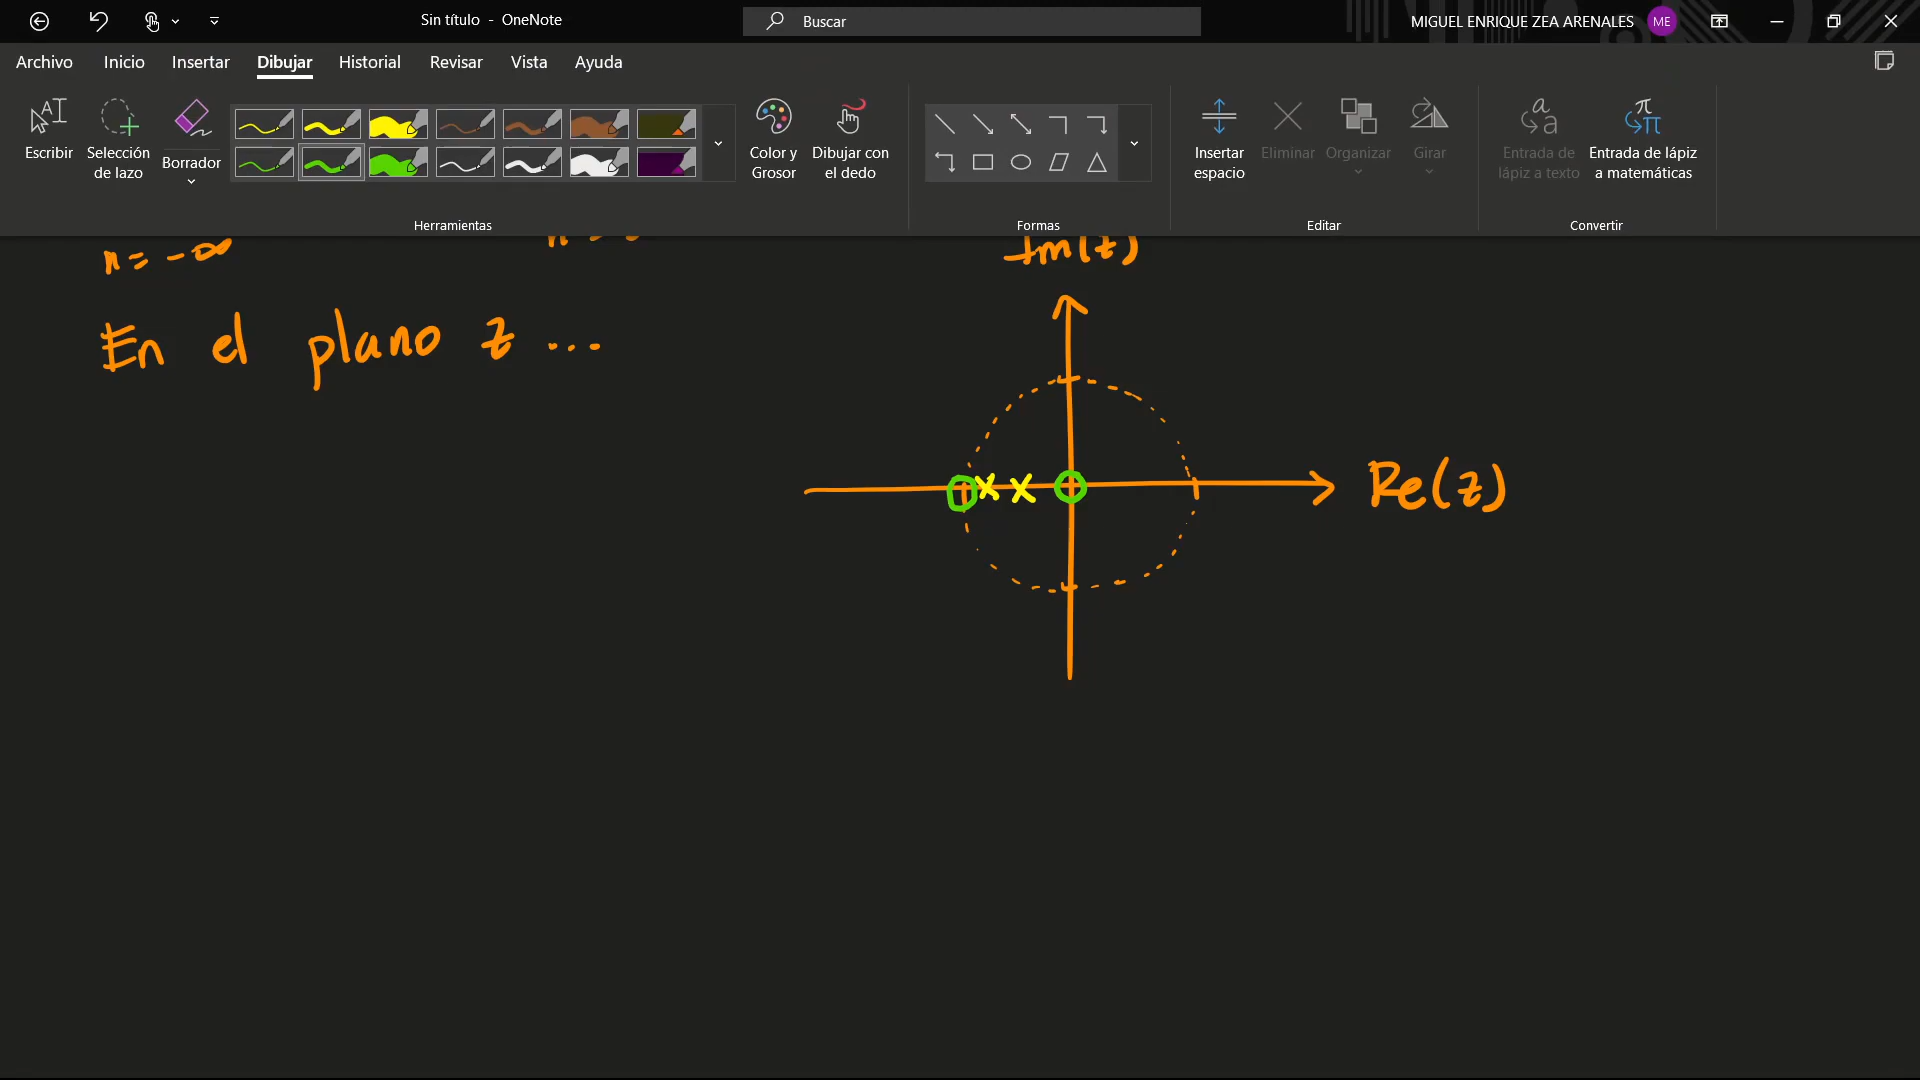 Sin título - OneNote
Buscar
MIGUEL ENRIQUE ZEA ARENALES
ME
Archivo Inicio Insertar Dibujar Historial Revisar Vista Ayuda
Escribir
Selección
de lazo
Borrador
Color y
Grosor
Dibujar con
el dedo
Insertar
espacio
Eliminar
Organizar
Girar
Entrada de
lápiz a texto
Entrada de lápiz
a matemáticas
Herramientas
Formas
Editar
Convertir
n = -∞
Im(z)
En el plano z ...
Re(z)